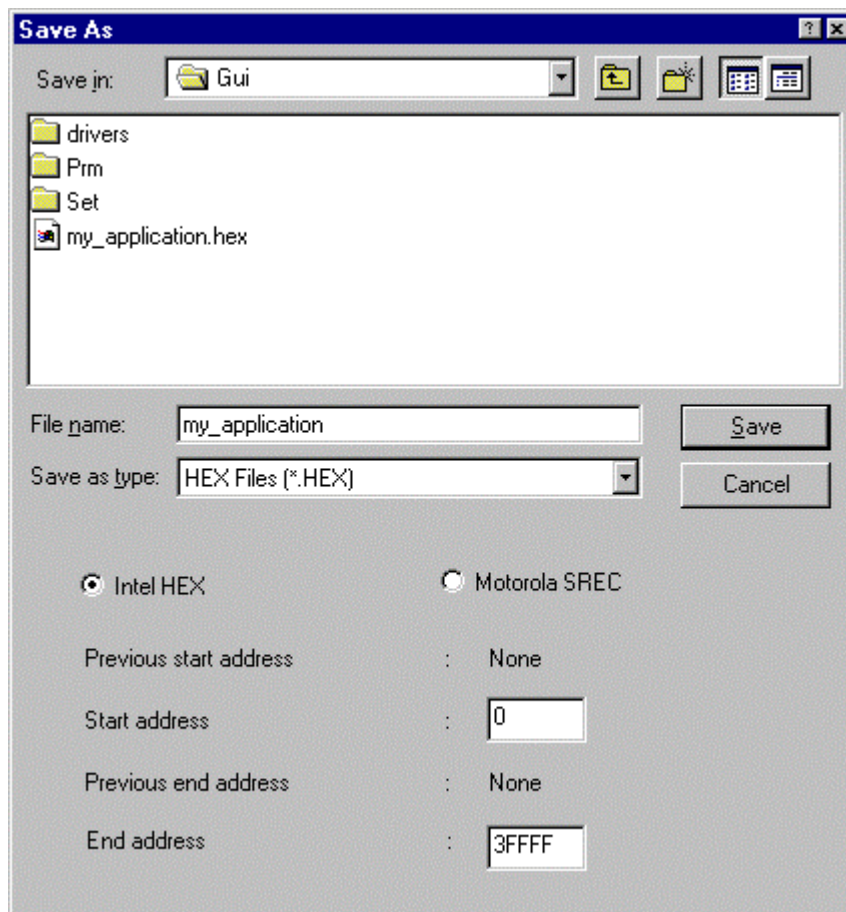 Save As
Save in: Gui
drivers
Prm
Set
my_application.hex
File name: my_application Save
Save as type: HEX Files (*.HEX) Cancel
Intel HEX Motorola SREC
Previous start address : None
Start address : 0
Previous end address : None
End address : 3FFFF